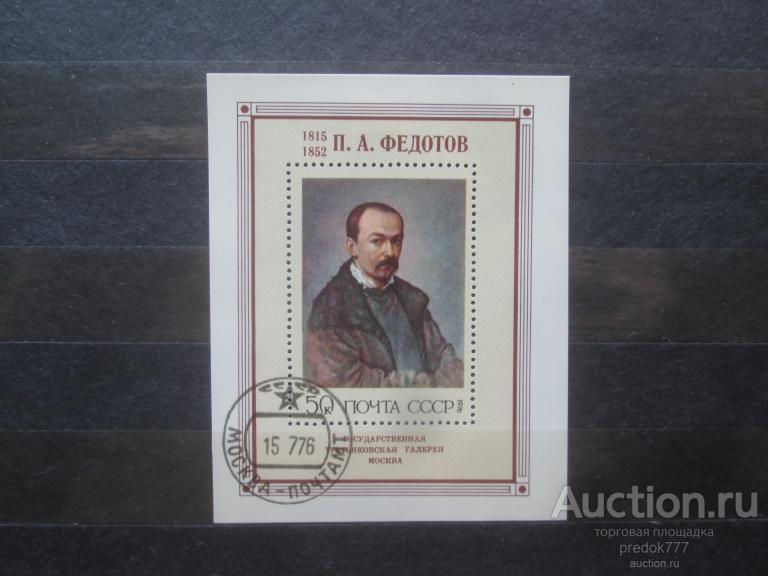 1815
1852
П. А. ФЕДОТОВ
50к ПОЧТА СССР 1976
ГОСУДАРСТВЕННАЯ
ТРЕТЬЯКОВСКАЯ ГАЛЕРЕЯ
МОСКВА
СССР
15 776
МОСКВА-ПОЧТАМТ
Auction.ru
торговая площадка
predok777
auction.ru